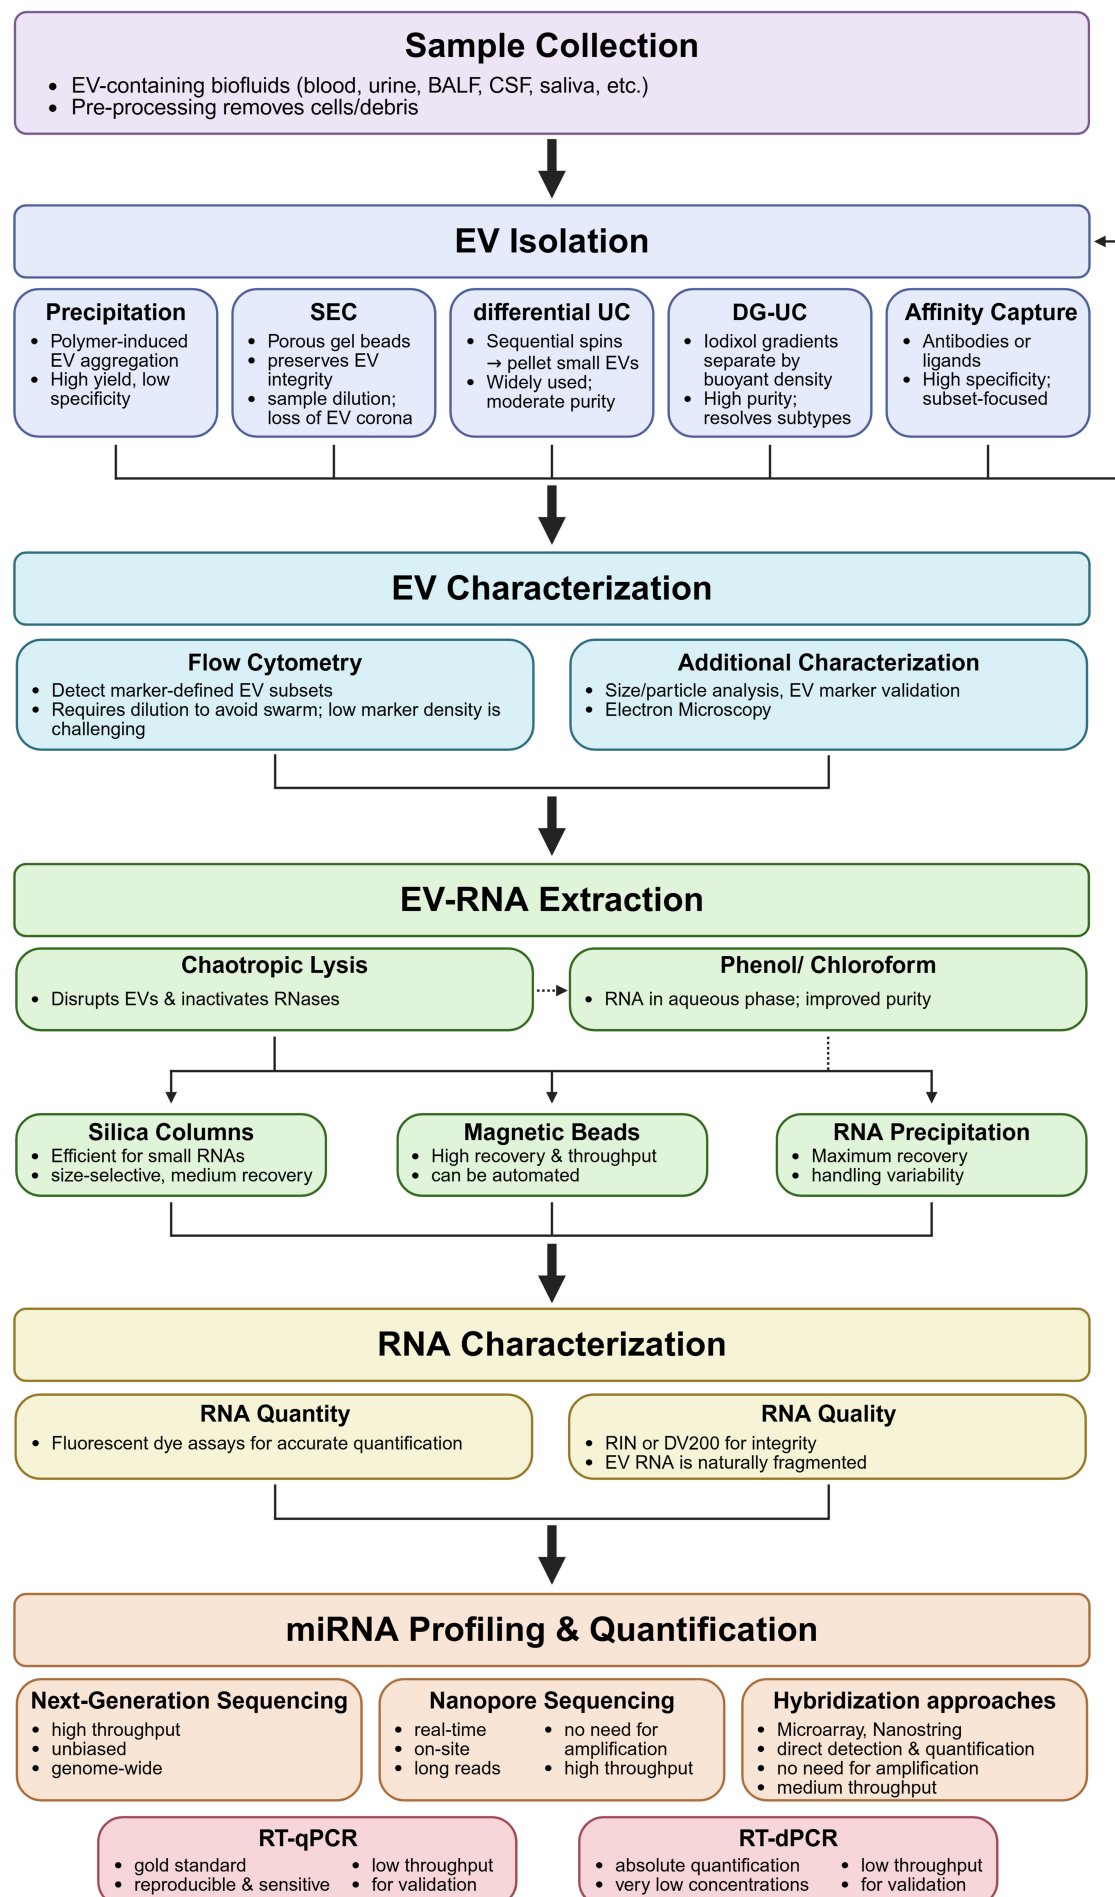 Sample Collection
• EV-containing biofluids (blood, urine, BALF, CSF, saliva, etc.)
• Pre-processing removes cells/debris
EV Isolation
Precipitation
• Polymer-induced
EV aggregation
• High yield, low
specificity
SEC
• Porous gel beads
• preserves EV
integrity
• sample dilution;
loss of EV corona
differential UC
• Sequential spins
→ pellet small EVs
• Widely used;
moderate purity
DG-UC
• Iodixol gradients
separate by
buoyant density
• High purity;
resolves subtypes
Affinity Capture
• Antibodies or
ligands
• High specificity;
subset-focused
EV Characterization
Flow Cytometry
• Detect marker-defined EV subsets
• Requires dilution to avoid swarm; low marker density is
challenging
Additional Characterization
• Size/particle analysis, EV marker validation
• Electron Microscopy
EV-RNA Extraction
Chaotropic Lysis
• Disrupts EVs & inactivates RNases
Phenol/ Chloroform
• RNA in aqueous phase; improved purity
Silica Columns
• Efficient for small RNAs
• size-selective, medium recovery
Magnetic Beads
• High recovery & throughput
• can be automated
RNA Precipitation
• Maximum recovery
• handling variability
RNA Characterization
RNA Quantity
• Fluorescent dye assays for accurate quantification
RNA Quality
• RIN or DV200 for integrity
• EV RNA is naturally fragmented
miRNA Profiling & Quantification
Next-Generation Sequencing
• high throughput
• unbiased
• genome-wide
Nanopore Sequencing
• real-time
• on-site
• long reads
• no need for
amplification
• high throughput
Hybridization approaches
• Microarray, Nanostring
• direct detection & quantification
• no need for amplification
• medium throughput
RT-qPCR
• gold standard
• reproducible & sensitive
• low throughput
• for validation
RT-dPCR
• absolute quantification
• very low concentrations
• low throughput
• for validation